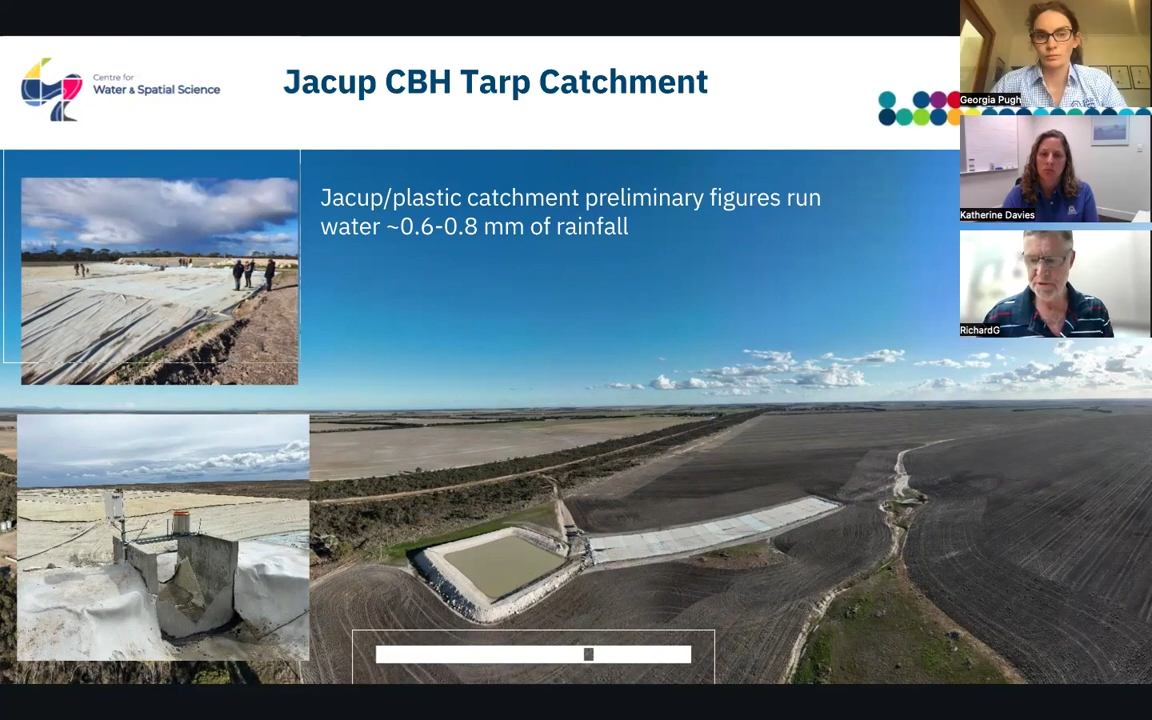 Centre for
Water & Spatial Science
Jacup CBH Tarp Catchment
Jacup/plastic catchment preliminary figures run
water ~0.6-0.8 mm of rainfall
Georgia Pugh
Katherine Davies
RichardG